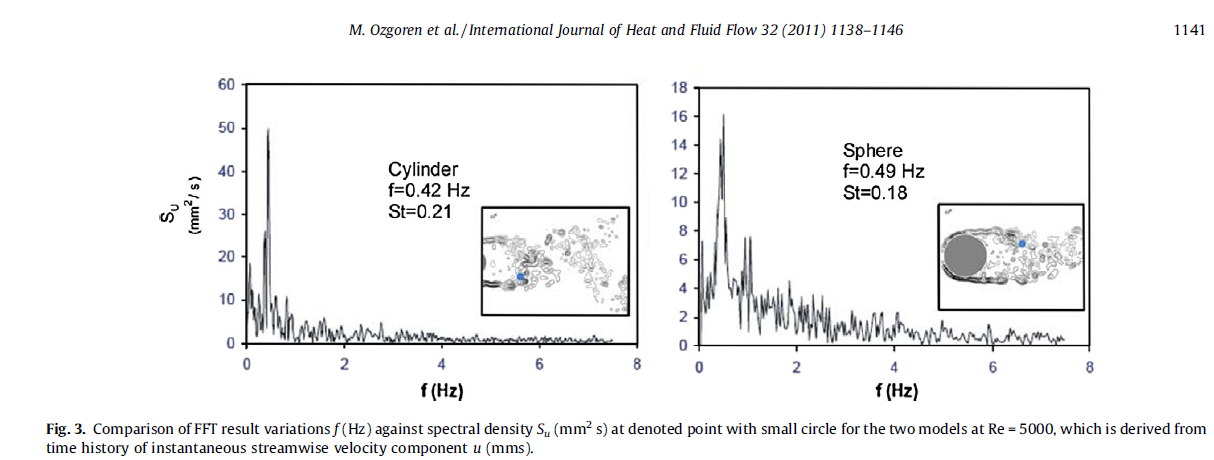 M. Ozgoren et al. / International Journal of Heat and Fluid Flow 32 (2011) 1138–1146
1141
60
50
40
30
20
10
0
Su
(mm²/s)
Cylinder
f=0.42 Hz
St=0.21
0
2
4
6
8
f (Hz)
18
16
14
12
10
8
6
4
2
0
Sphere
f=0.49 Hz
St=0.18
0
2
4
6
8
f (Hz)
Fig. 3. Comparison of FFT result variations f (Hz) against spectral density Su (mm² s) at denoted point with small circle for the two models at Re = 5000, which is derived from
time history of instantaneous streamwise velocity component u (mms).